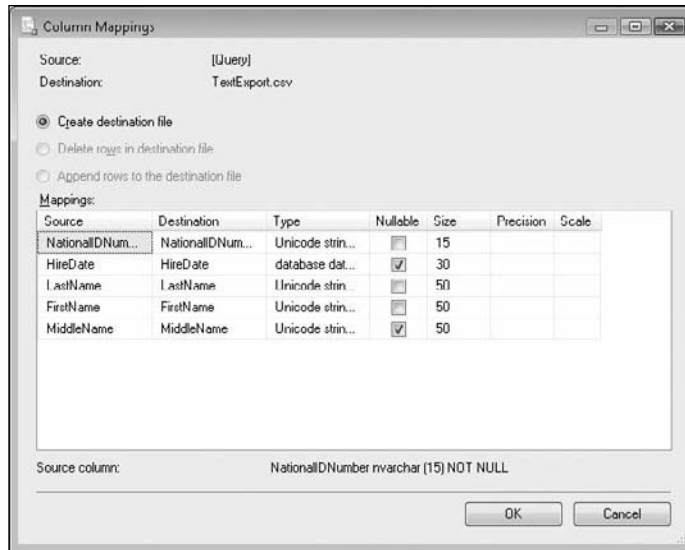 Column Mappings
Source: [Query]
Destination: TextExport.csv
Create destination file
Delete rows in destination file
Append rows to the destination file
Mappings:
Source Destination Type Nullable Size Precision Scale
NationalIDNum... NationalIDNum... Unicode strin... 15
HireDate HireDate database dat... 30
LastName LastName Unicode strin... 50
FirstName FirstName Unicode strin... 50
MiddleName MiddleName Unicode strin... 50
Source column: NationalIDNumber nvarchar (15) NOT NULL
OK Cancel